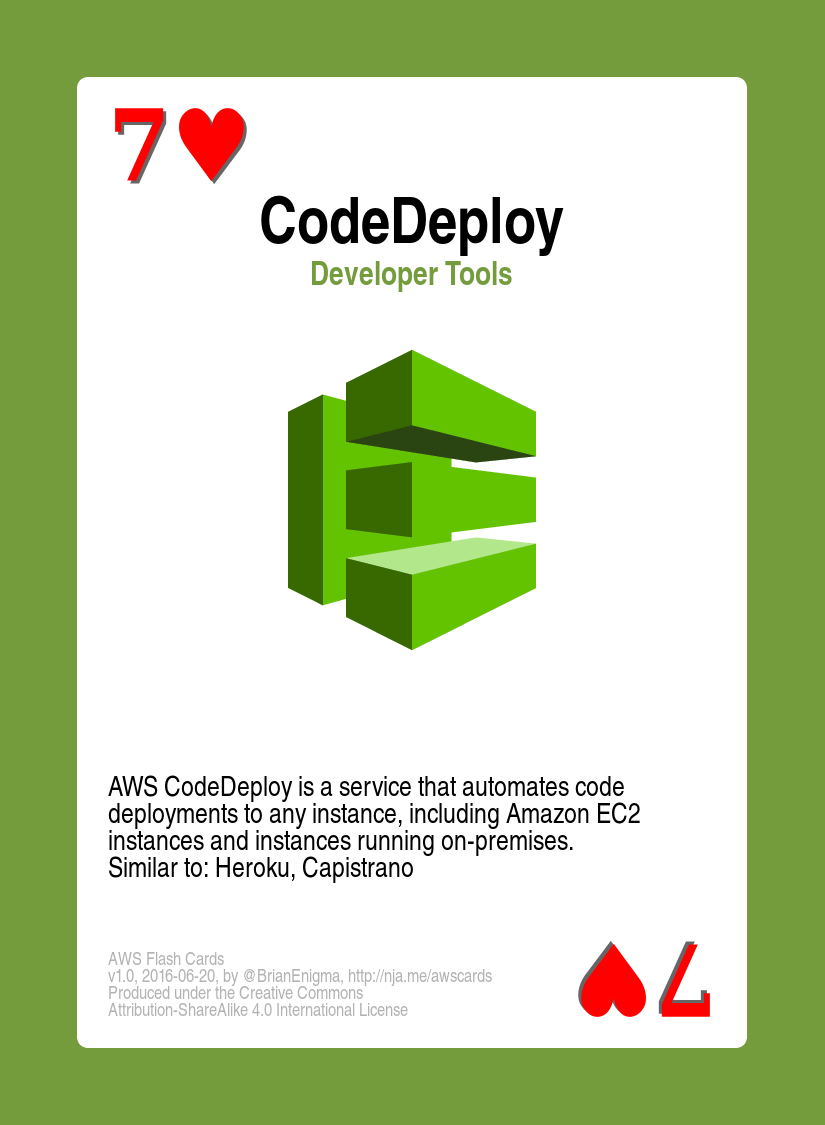 7♥
CodeDeploy
Developer Tools
AWS CodeDeploy is a service that automates code
deployments to any instance, including Amazon EC2
instances and instances running on-premises.
Similar to: Heroku, Capistrano
AWS Flash Cards
v1.0, 2016-06-20, by @BrianEnigma, http://nja.me/awscards
Produced under the Creative Commons
Attribution-ShareAlike 4.0 International License
7♥